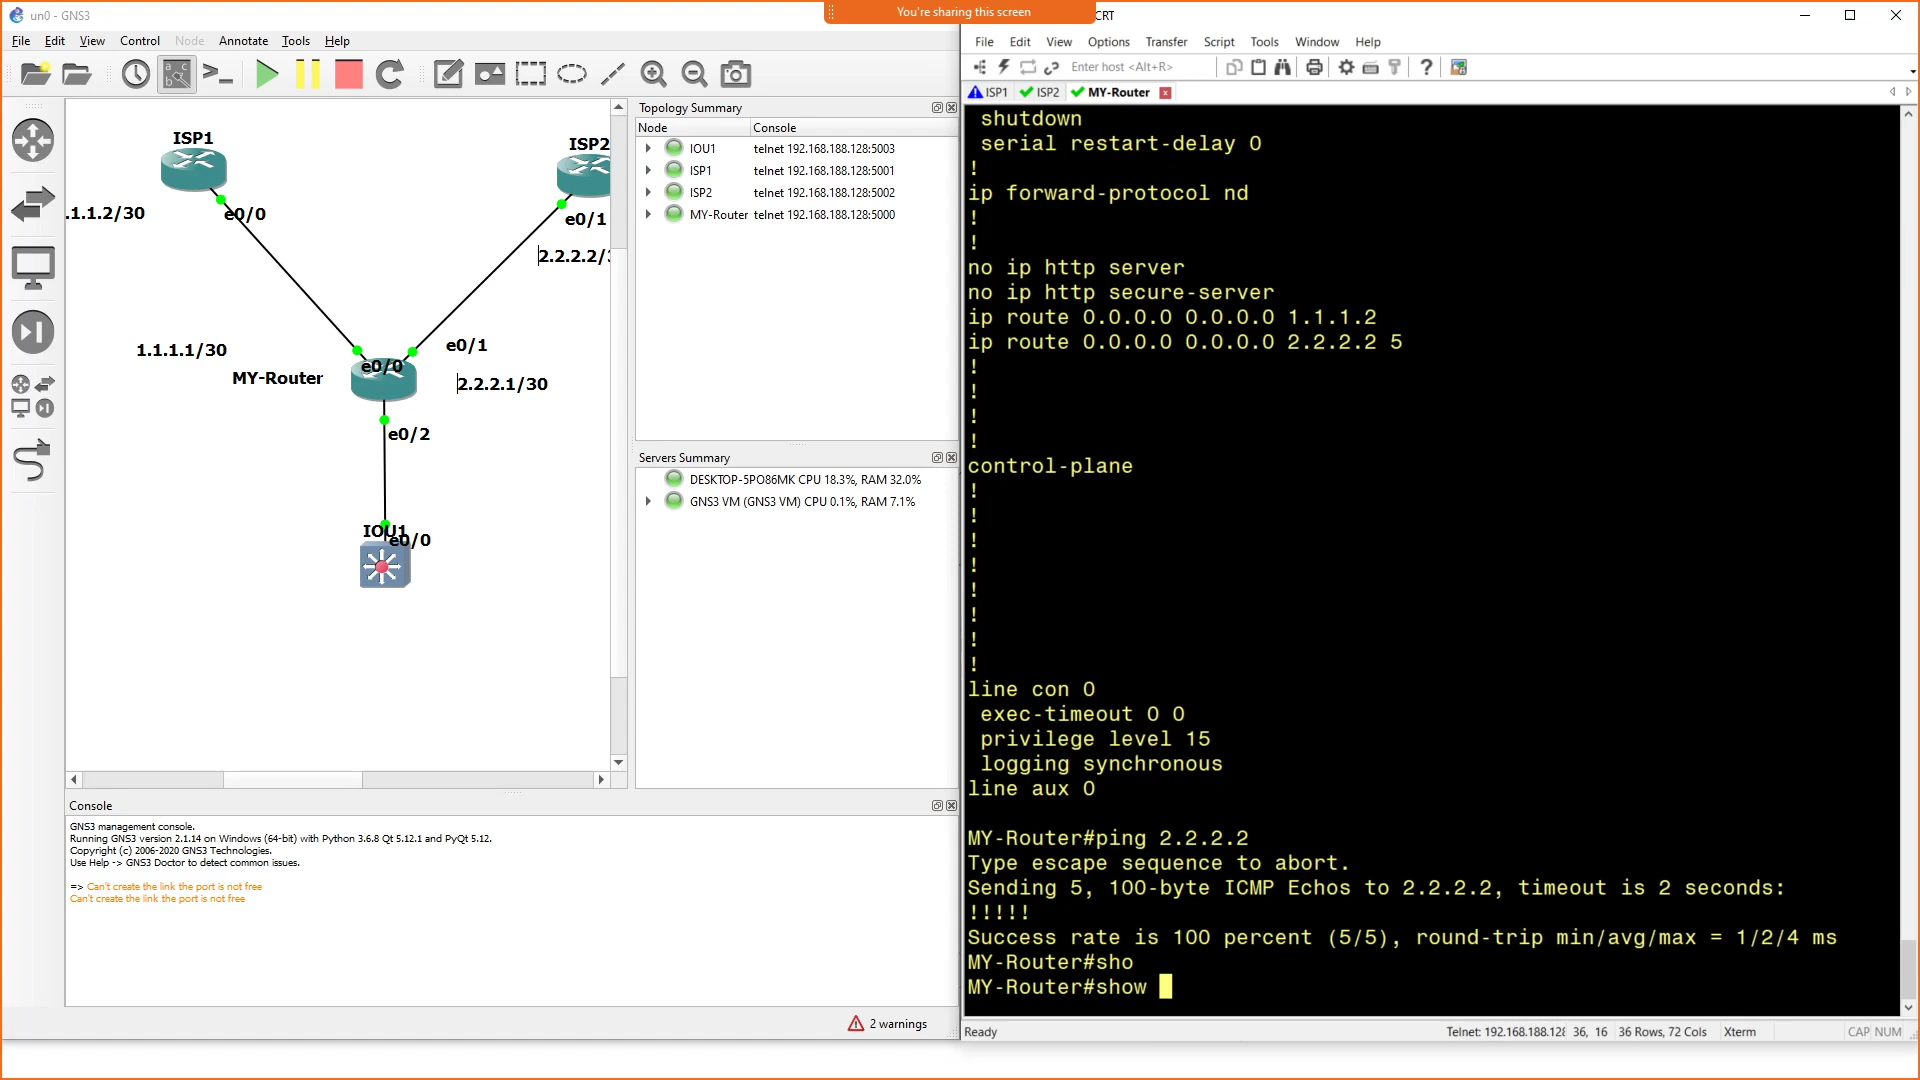 un0 - GNS3
You're sharing this screen
CRT
File Edit View Control Node Annotate Tools Help
File Edit View Options Transfer Script Tools Window Help
Enter host <Alt+R>
ISP1 ISP2 MY-Router
ISP1
ISP2
.1.1.2/30
e0/0
e0/1
2.2.2.2/3
1.1.1.1/30
e0/1
e0/0
MY-Router
2.2.2.1/30
e0/2
IOU1
e0/0
Topology Summary
Node Console
IOU1 telnet 192.168.188.128:5003
ISP1 telnet 192.168.188.128:5001
ISP2 telnet 192.168.188.128:5002
MY-Router telnet 192.168.188.128:5000
Servers Summary
DESKTOP-5PO86MK CPU 18.3%, RAM 32.0%
GNS3 VM (GNS3 VM) CPU 0.1%, RAM 7.1%
Console
GNS3 management console.
Running GNS3 version 2.1.14 on Windows (64-bit) with Python 3.6.8 Qt 5.12.1 and PyQt 5.12.
Copyright (c) 2006-2020 GNS3 Technologies.
Use Help -> GNS3 Doctor to detect common issues.
=> Can't create the link the port is not free
Can't create the link the port is not free
2 warnings
shutdown
serial restart-delay 0
!
ip forward-protocol nd
!
!
no ip http server
no ip http secure-server
ip route 0.0.0.0 0.0.0.0 1.1.1.2
ip route 0.0.0.0 0.0.0.0 2.2.2.2 5
!
!
!
!
control-plane
!
!
!
!
!
!
!
!
line con 0
exec-timeout 0 0
privilege level 15
logging synchronous
line aux 0
MY-Router#ping 2.2.2.2
Type escape sequence to abort.
Sending 5, 100-byte ICMP Echos to 2.2.2.2, timeout is 2 seconds:
!!!!!
Success rate is 100 percent (5/5), round-trip min/avg/max = 1/2/4 ms
MY-Router#sho
MY-Router#show
Ready Telnet: 192.168.188.128 36, 16 36 Rows, 72 Cols Xterm CAP NUM